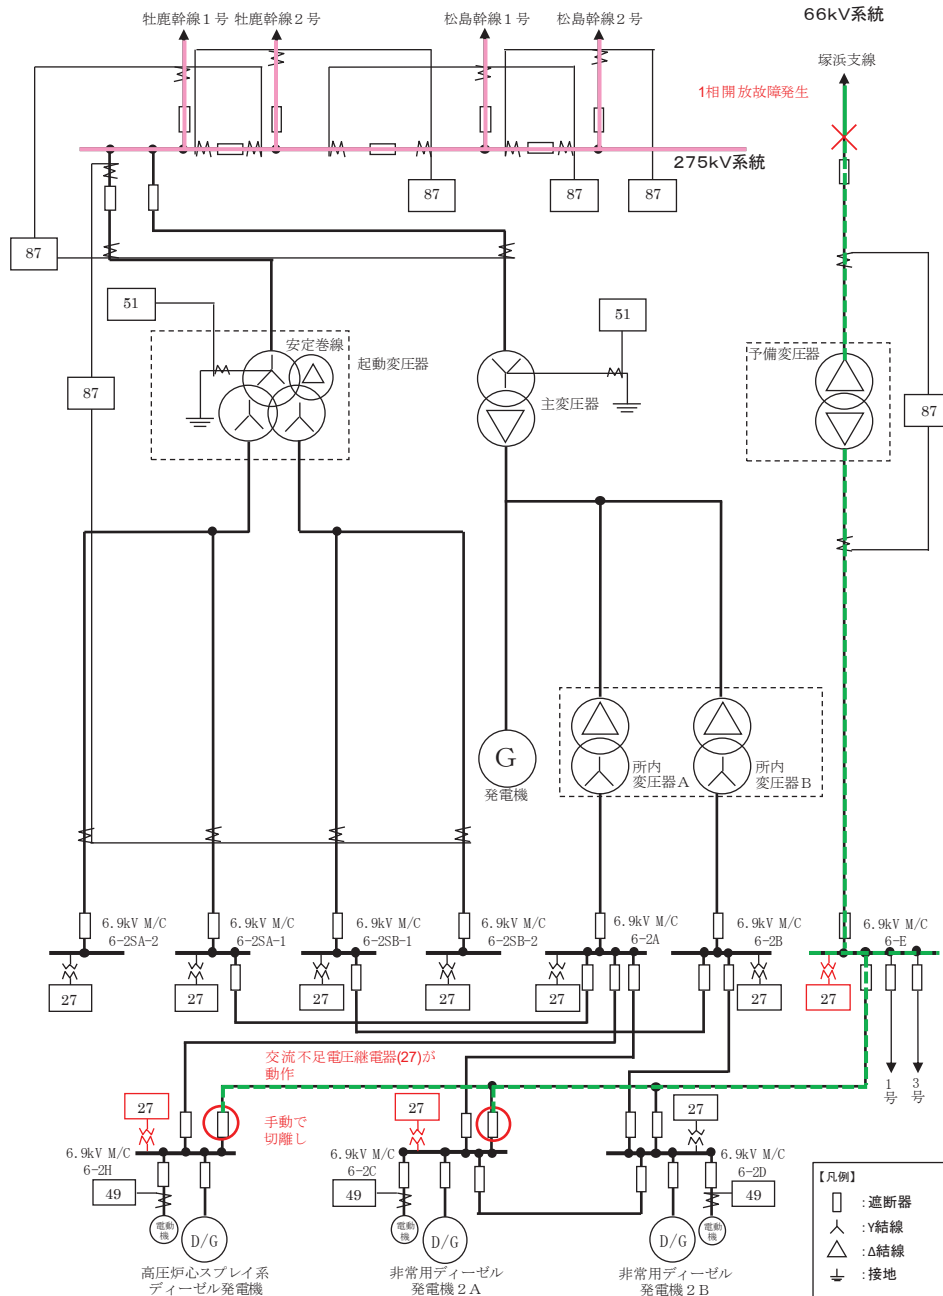 66kV系統
牡鹿幹線1号 牡鹿幹線2号 松島幹線1号 松島幹線2号
塚浜支線
1相開放故障発生
275kV系統
87 87 87
87
51 51
安定巻線
起動変圧器
予備変圧器
87
主変圧器
87
G
発電機
所内
変圧器A
所内
変圧器B
6.9kV M/C
6-2SA-2
6.9kV M/C
6-2SA-1
6.9kV M/C
6-2SB-1
6.9kV M/C
6-2SB-2
6.9kV M/C
6-2A
6.9kV M/C
6-2B
6.9kV M/C
6-E
27 27 27 27 27 27 27
交流不足電圧継電器(27)が
動作
1号
3号
27 27 27
手動で
切離し
6.9kV M/C
6-2H
6.9kV M/C
6-2C
6.9kV M/C
6-2D
49 49 49
電動機
D/G
電動機
D/G
D/G
電動機
高圧炉心スプレイ系
ディーゼル発電機
非常用ディーゼル
発電機2A
非常用ディーゼル
発電機2B
【凡例】
:遮断器
:Y結線
:Δ結線
:接地